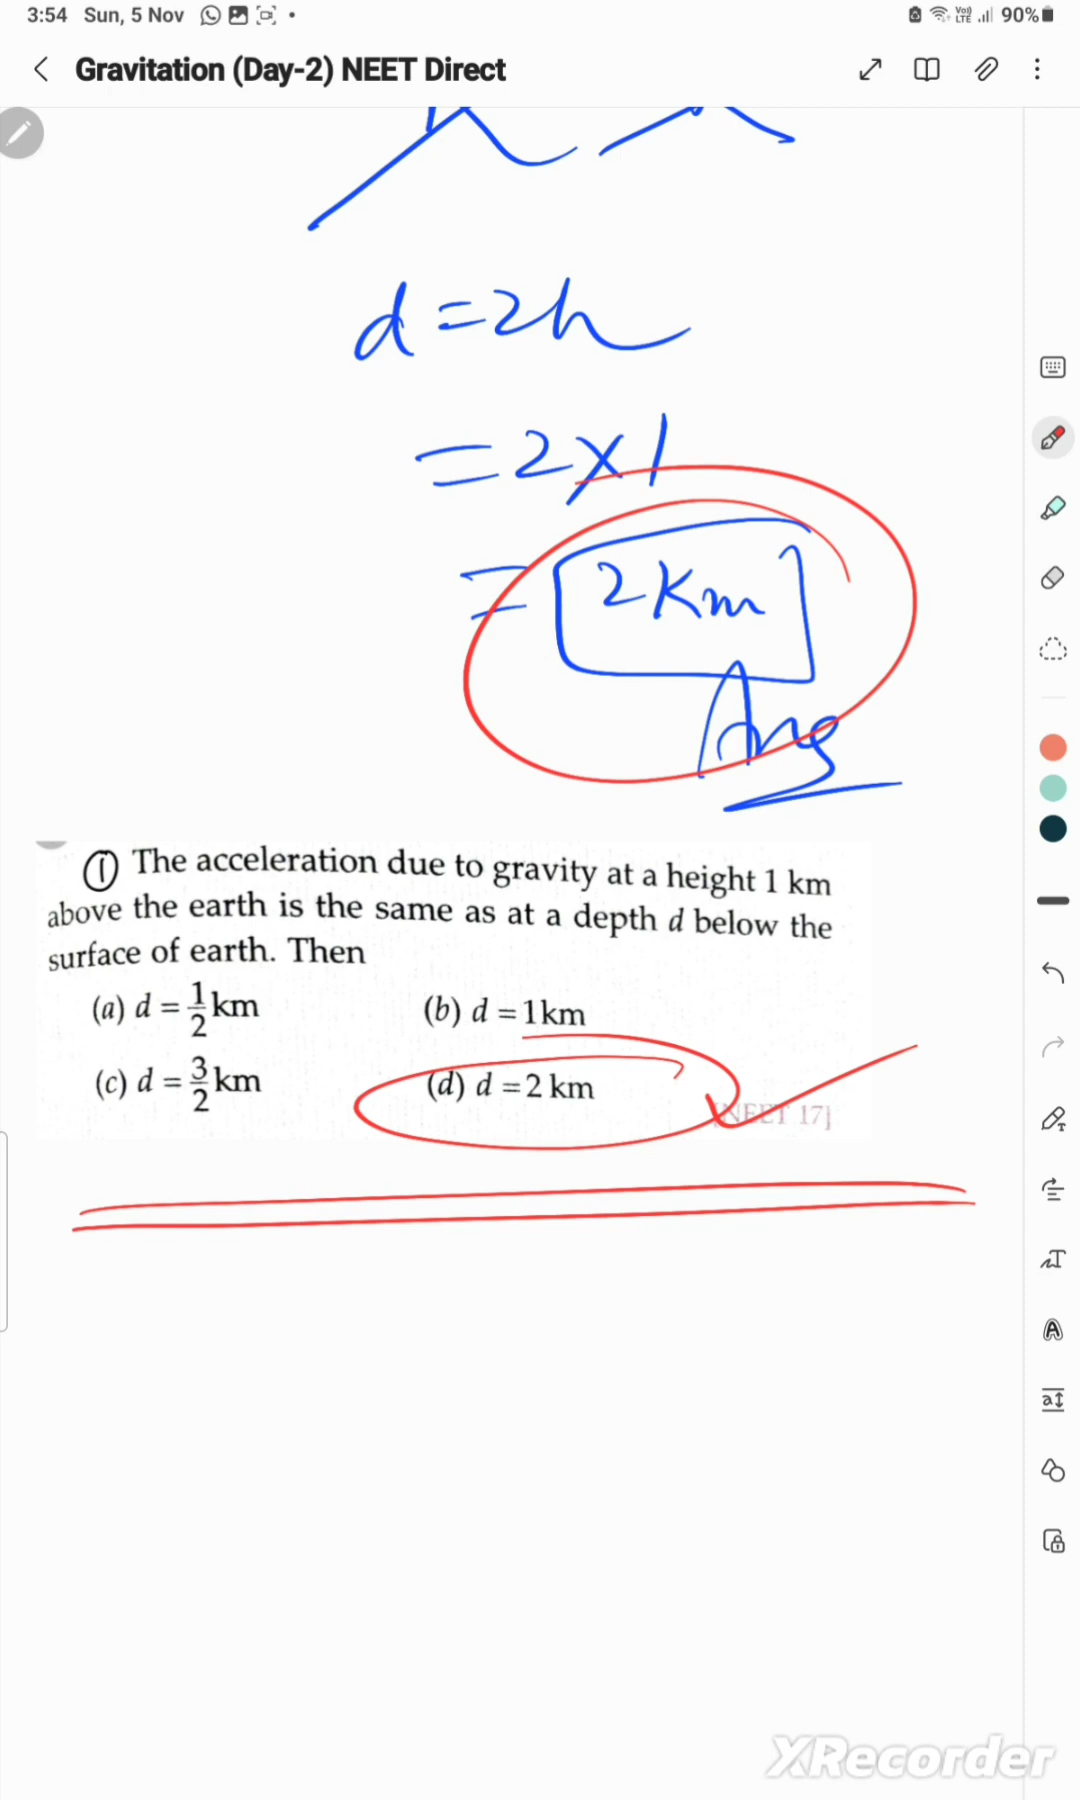 3:54 Sun, 5 Nov 90%
Gravitation (Day-2) NEET Direct
d = 2h
= 2 x 1
= 2 Km
Ans
① The acceleration due to gravity at a height 1 km
above the earth is the same as at a depth d below the
surface of earth. Then
(a) d = 1/2 km (b) d = 1 km
(c) d = 3/2 km (d) d = 2 km
[NEET 17]
XRecorder